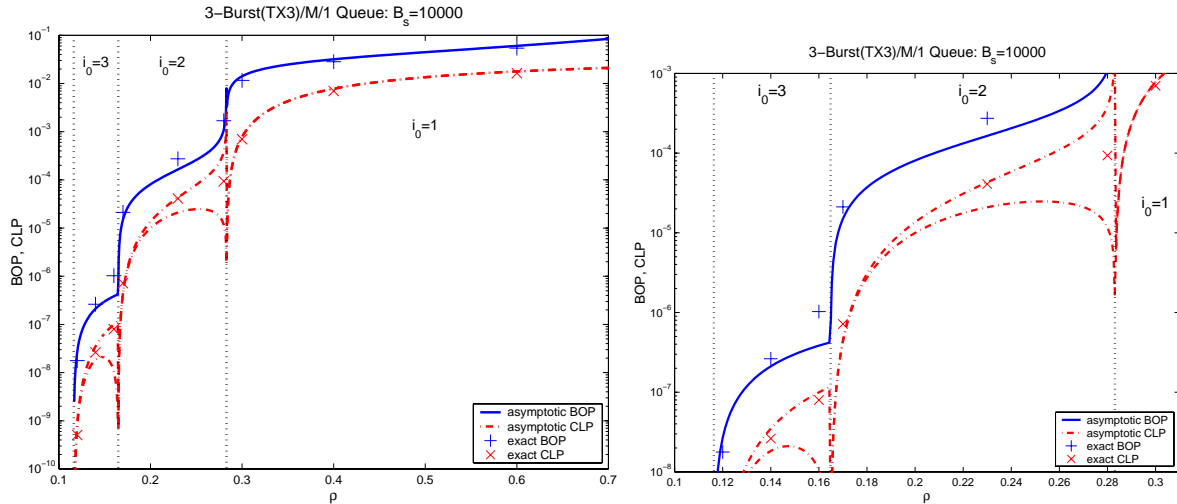 3-Burst(TX3)/M/1 Queue: B_s=10000
10^-1
10^-2
10^-3
10^-4
10^-5
10^-6
10^-7
10^-8
10^-9
10^-10
BOP, CLP
i_0=3
i_0=2
i_0=1
asymptotic BOP
asymptotic CLP
exact BOP
exact CLP
0.1
0.2
0.3
0.4
0.5
0.6
0.7
ρ
3-Burst(TX3)/M/1 Queue: B_s=10000
10^-3
10^-4
10^-5
10^-6
10^-7
10^-8
BOP, CLP
i_0=3
i_0=2
i_0=1
asymptotic BOP
asymptotic CLP
exact BOP
exact CLP
0.1
0.12
0.14
0.16
0.18
0.2
0.22
0.24
0.26
0.28
0.3
ρ